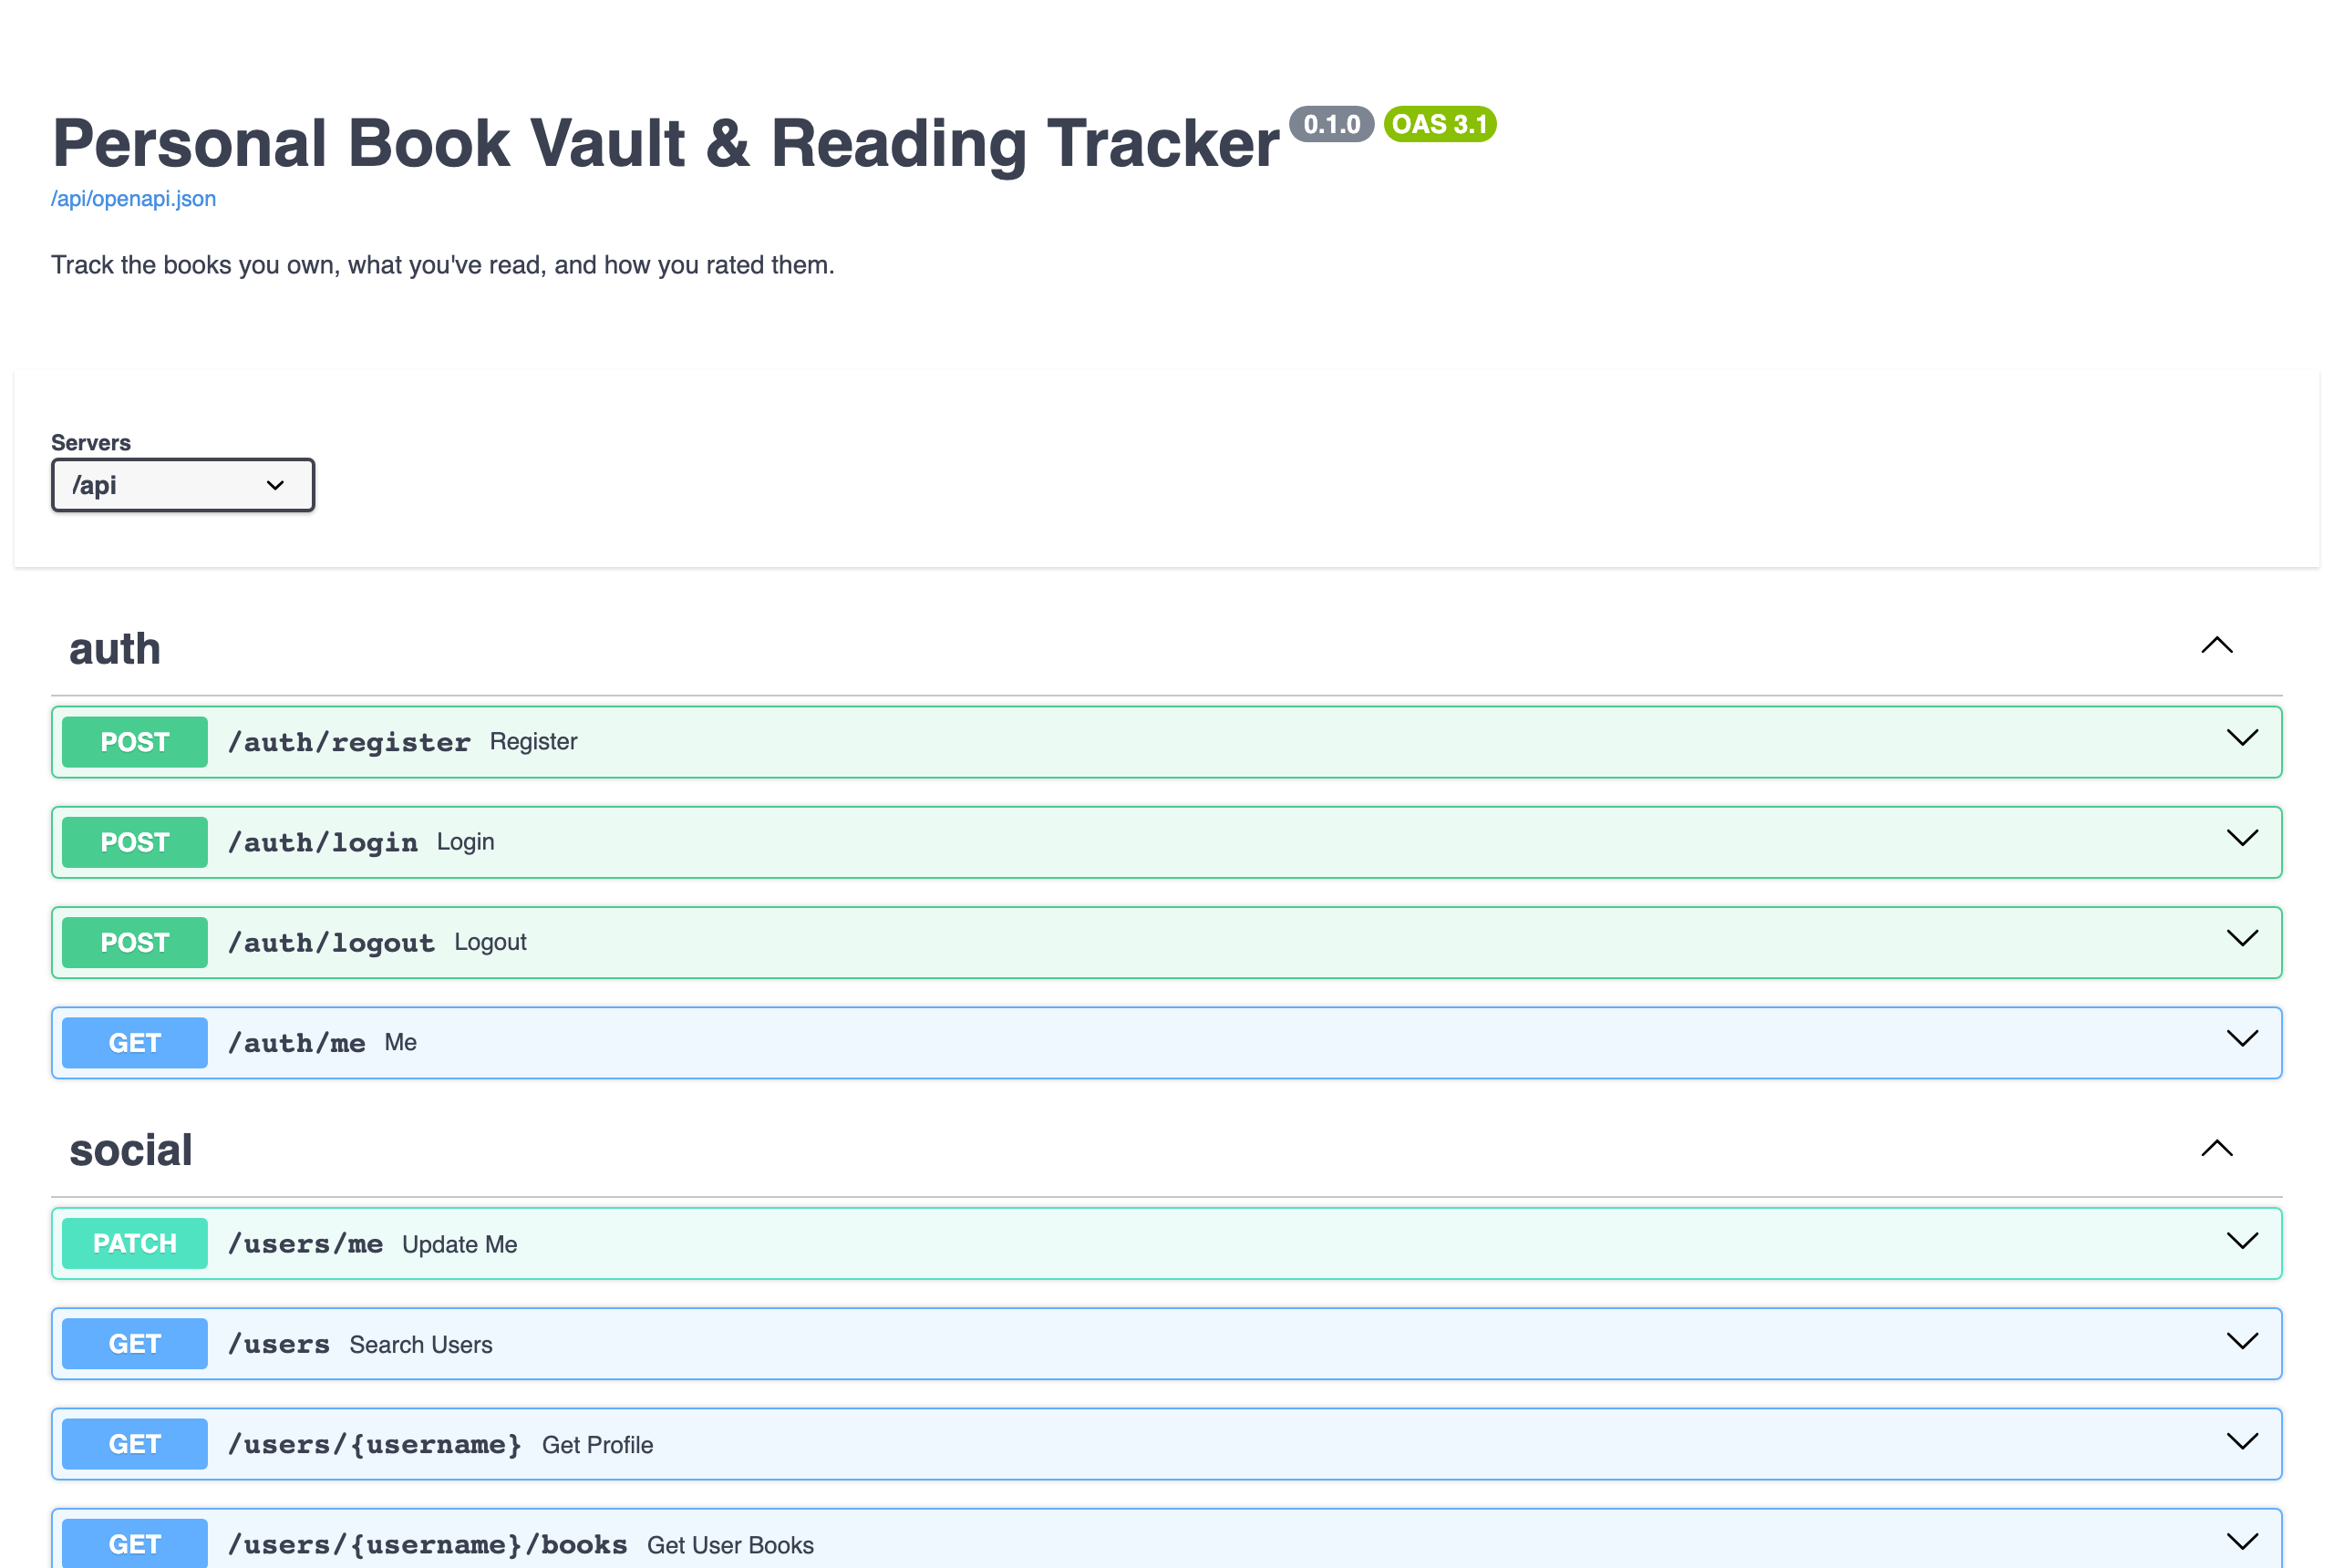 Personal Book Vault & Reading Tracker 0.1.0 OAS 3.1
/api/openapi.json
Track the books you own, what you've read, and how you rated them.
Servers
/api
auth
POST /auth/register Register
POST /auth/login Login
POST /auth/logout Logout
GET /auth/me Me
social
PATCH /users/me Update Me
GET /users Search Users
GET /users/{username} Get Profile
GET /users/{username}/books Get User Books